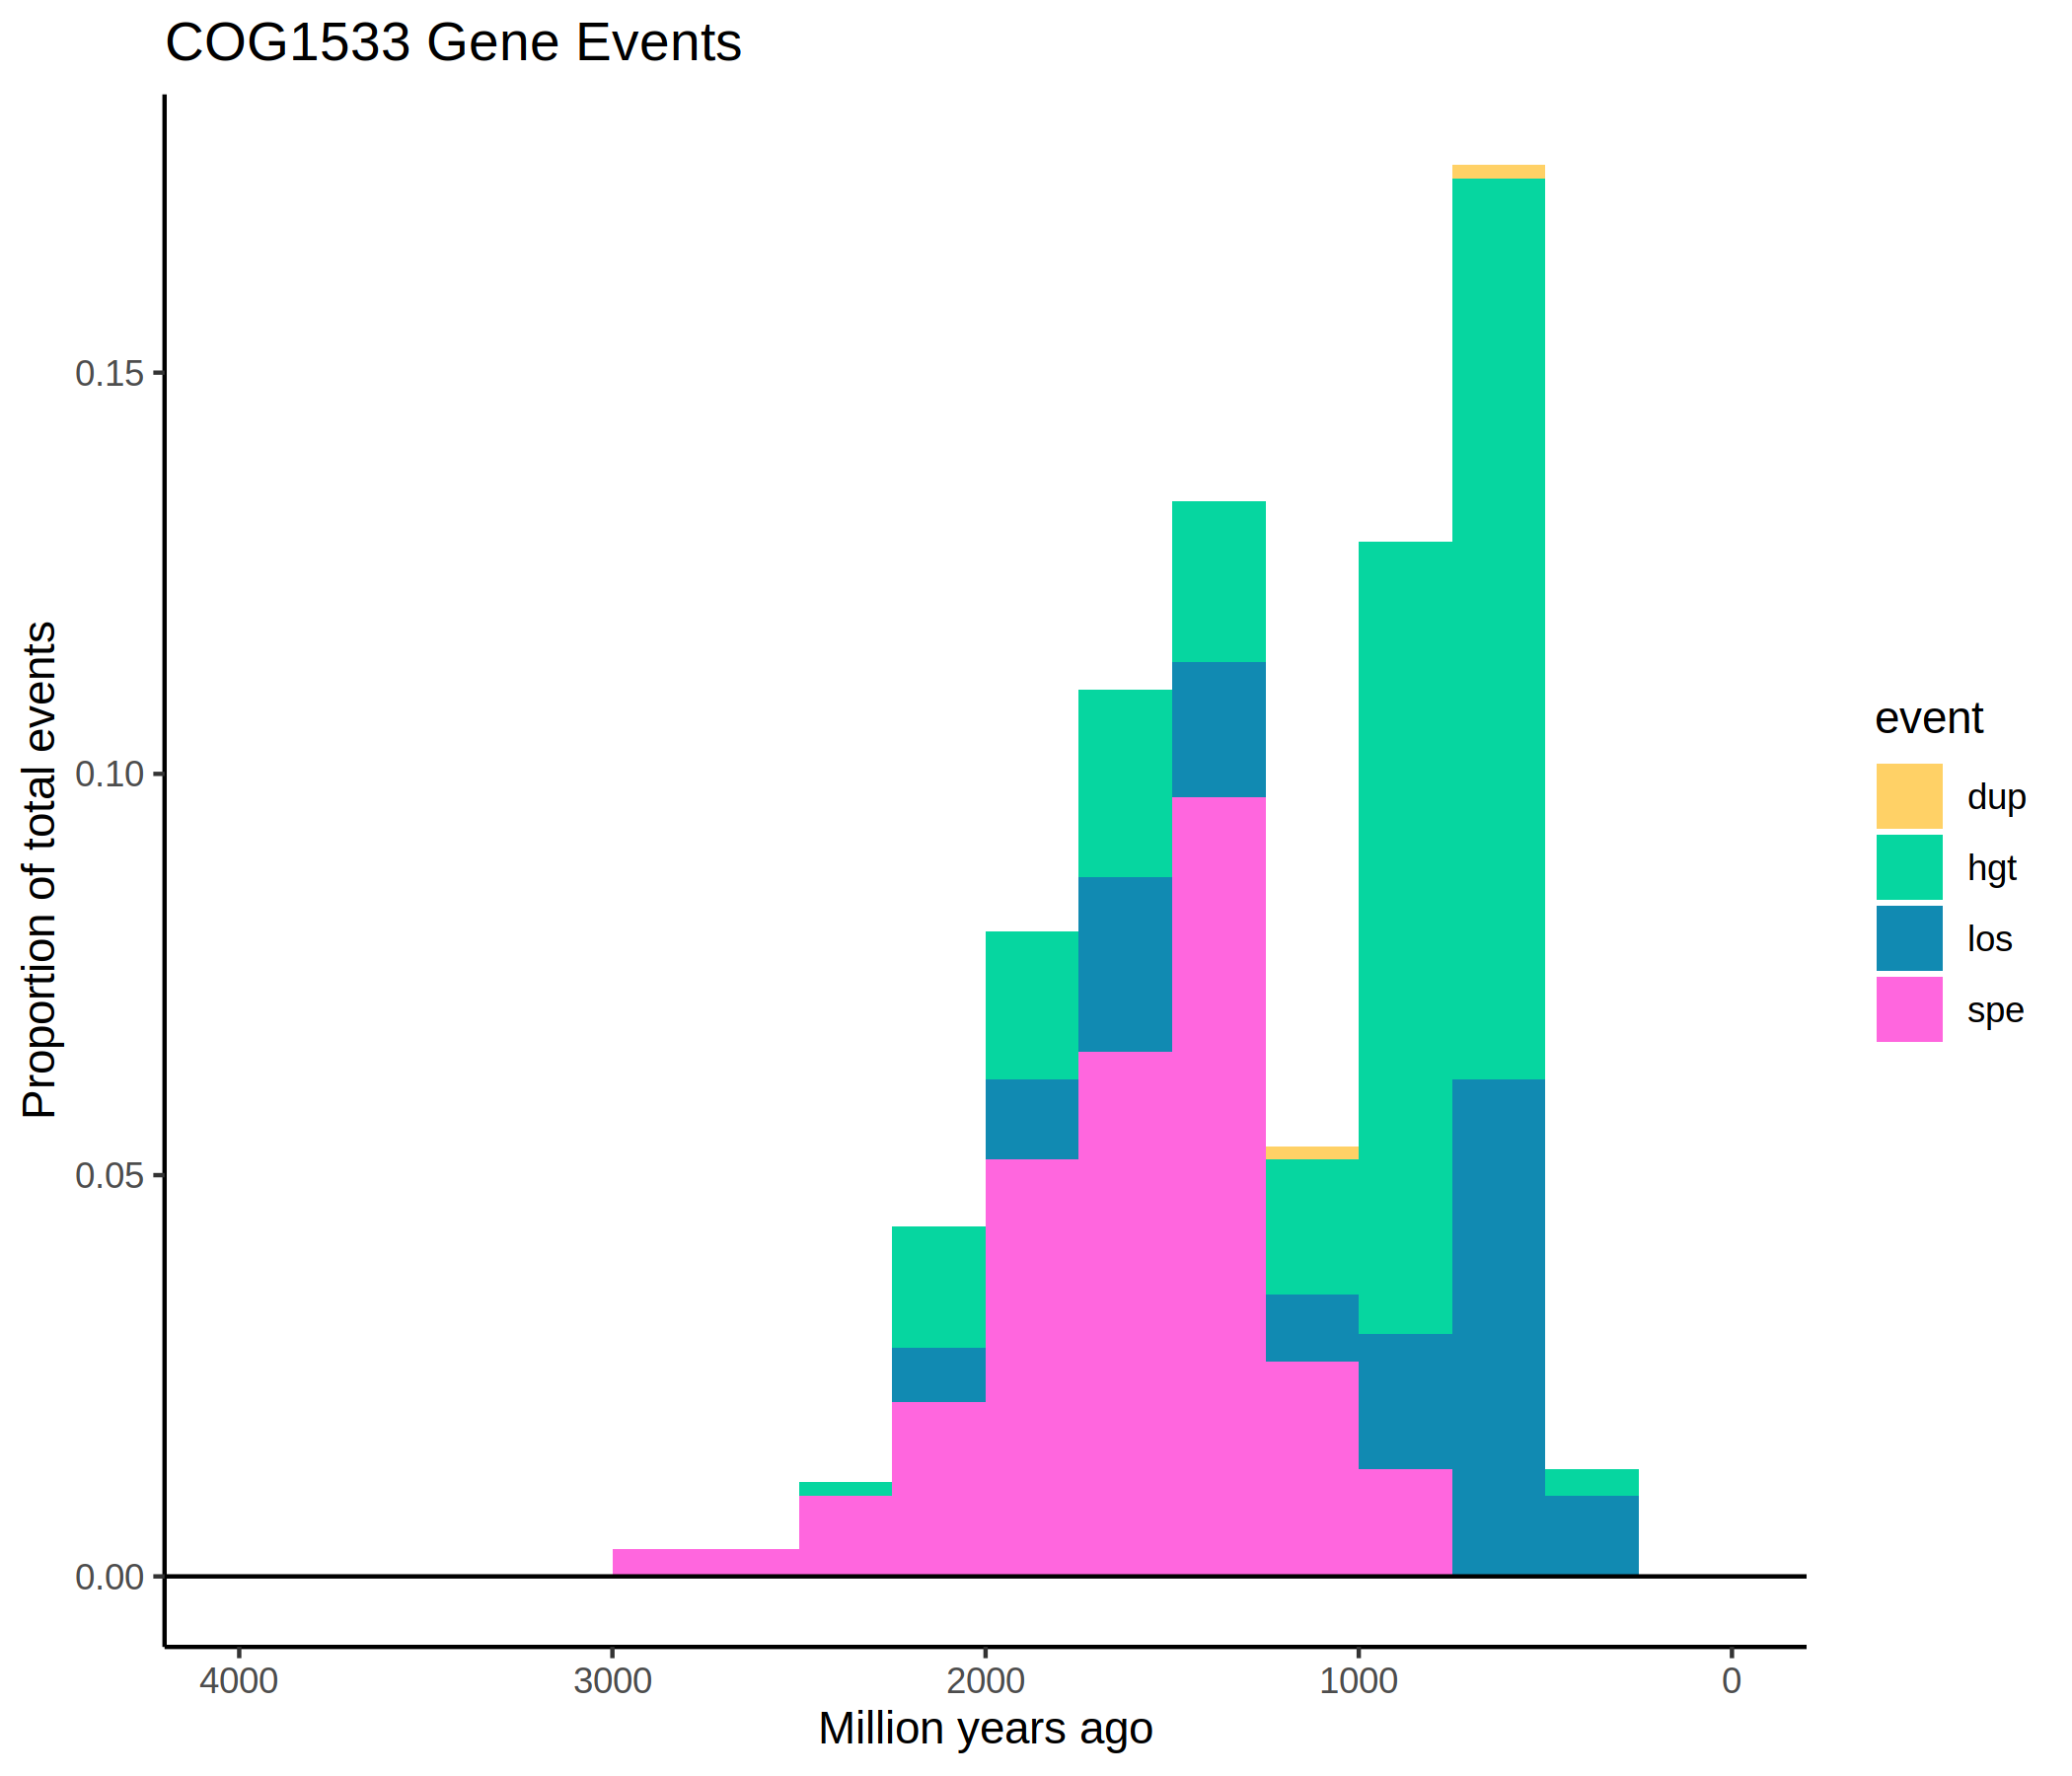 COG1533 Gene Events
Proportion of total events
0.15
0.10
0.05
0.00
4000 3000 2000 1000 0
Million years ago
event
dup
hgt
los
spe